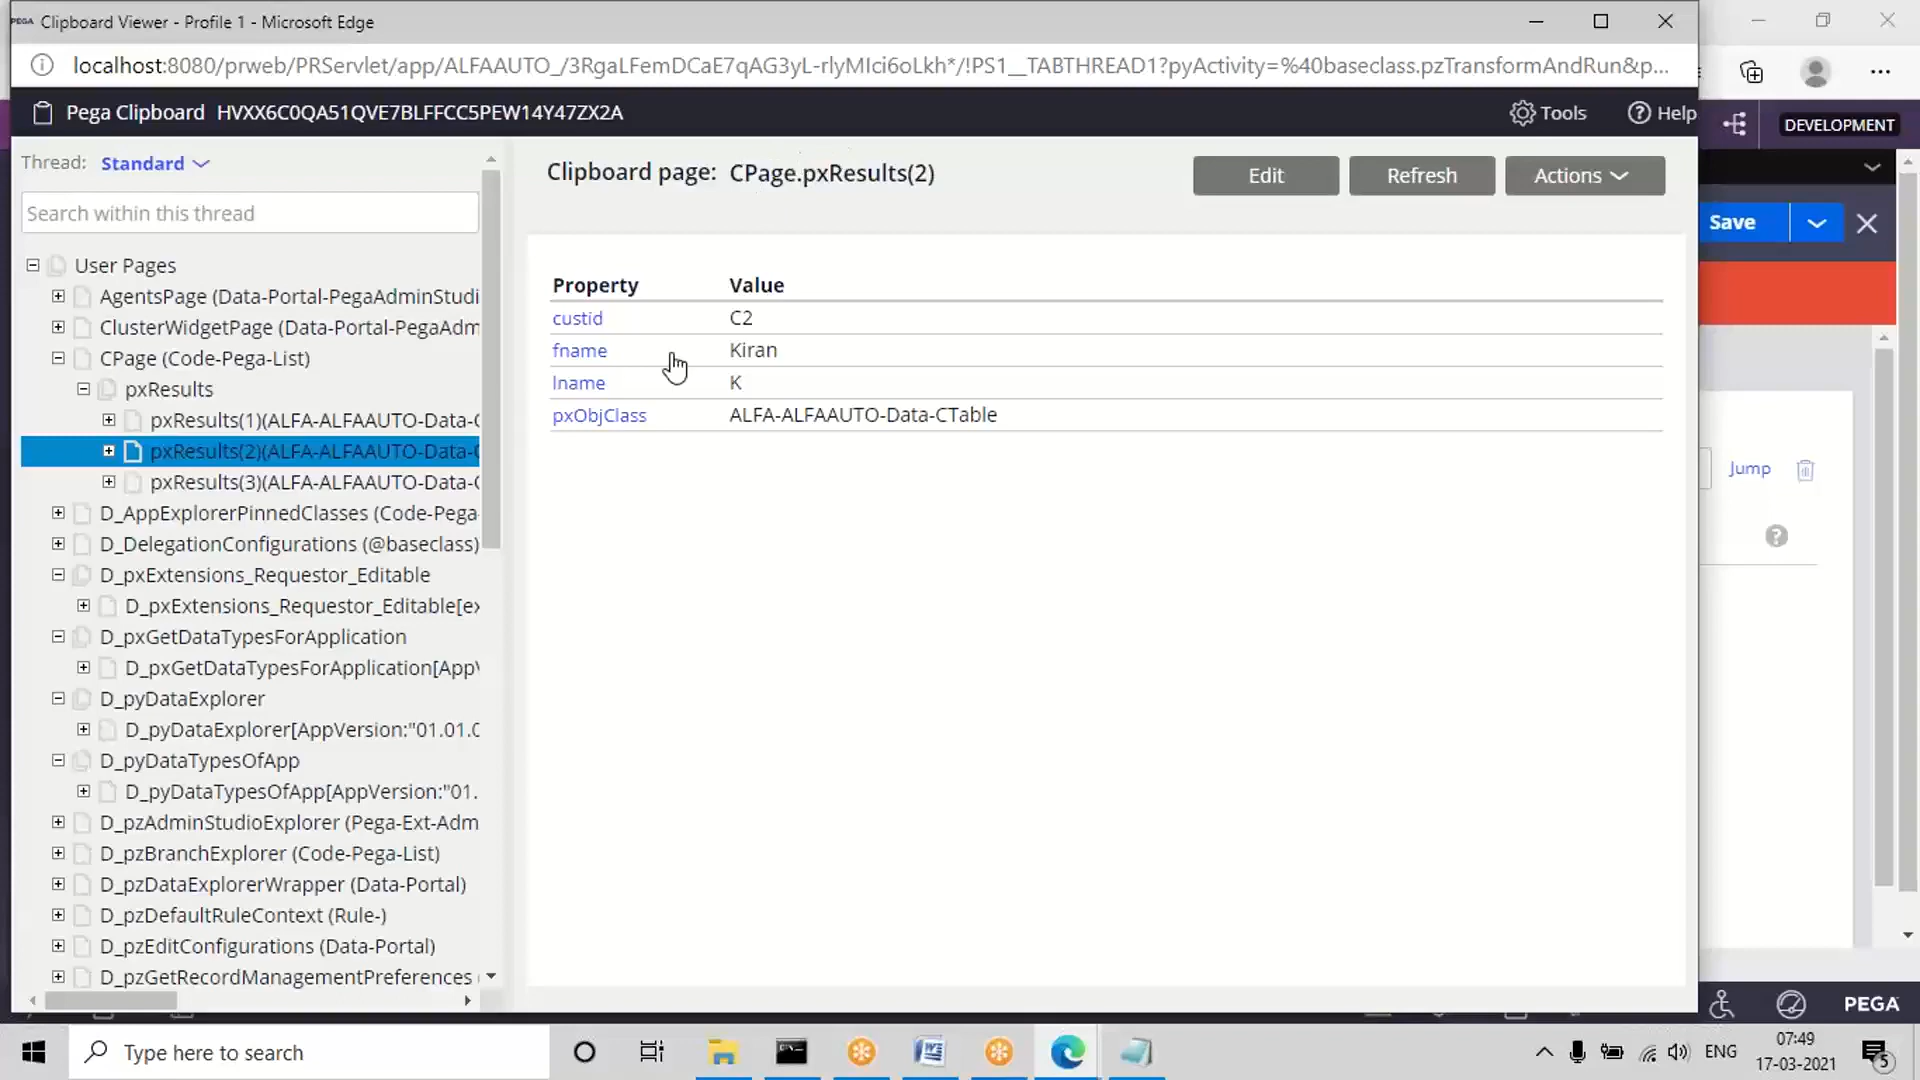 PEGA Clipboard Viewer - Profile 1 - Microsoft Edge
localhost:8080/prweb/PRServlet/app/ALFAAUTO_/3RgaLFemDCaE7qAG3yL-rlyMIci6oLkh*/!PS1__TABTHREAD1?pyActivity=%40baseclass.pzTransformAndRun&p...
Pega Clipboard HVXX6C0QA51QVE7BLFFCC5PEW14Y47ZX2A
Tools
Help
DEVELOPMENT
Thread: Standard
Search within this thread
User Pages
AgentsPage (Data-Portal-PegaAdminStudi
ClusterWidgetPage (Data-Portal-PegaAdm
CPage (Code-Pega-List)
pxResults
pxResults(1)(ALFA-ALFAAUTO-Data-C
pxResults(2)(ALFA-ALFAAUTO-Data-C
pxResults(3)(ALFA-ALFAAUTO-Data-C
D_AppExplorerPinnedClasses (Code-Pega-
D_DelegationConfigurations (@baseclass)
D_pxExtensions_Requestor_Editable
D_pxExtensions_Requestor_Editable[ex
D_pxGetDataTypesForApplication
D_pxGetDataTypesForApplication[AppV
D_pyDataExplorer
D_pyDataExplorer[AppVersion:"01.01.0
D_pyDataTypesOfApp
D_pyDataTypesOfApp[AppVersion:"01.
D_pzAdminStudioExplorer (Pega-Ext-Adm
D_pzBranchExplorer (Code-Pega-List)
D_pzDataExplorerWrapper (Data-Portal)
D_pzDefaultRuleContext (Rule-)
D_pzEditConfigurations (Data-Portal)
D_pzGetRecordManagementPreferences (
Clipboard page: CPage.pxResults(2)
Edit
Refresh
Actions
Property Value
custid C2
fname Kiran
lname K
pxObjClass ALFA-ALFAAUTO-Data-CTable
Save
Jump
?
PEGA
Type here to search
ENG
07:49
17-03-2021
5